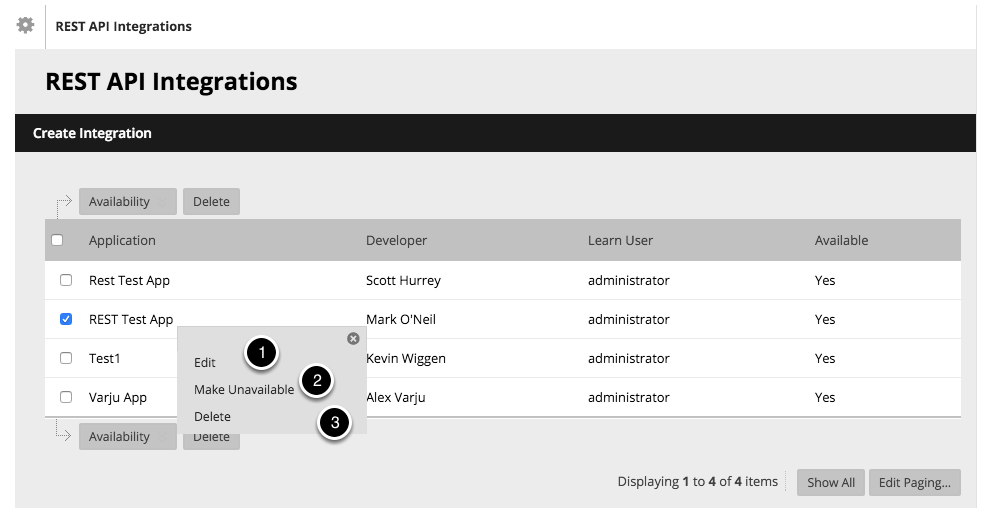 REST API Integrations
REST API Integrations
Create Integration
Availability Delete
Application Developer Learn User Available
Rest Test App Scott Hurrey administrator Yes
REST Test App Mark O'Neil administrator Yes
Test1 Kevin Wiggen administrator Yes
Edit 1
Make Unavailable 2
Varju App Alex Varju administrator Yes
Delete 3
Availability Delete
Displaying 1 to 4 of 4 items Show All Edit Paging...